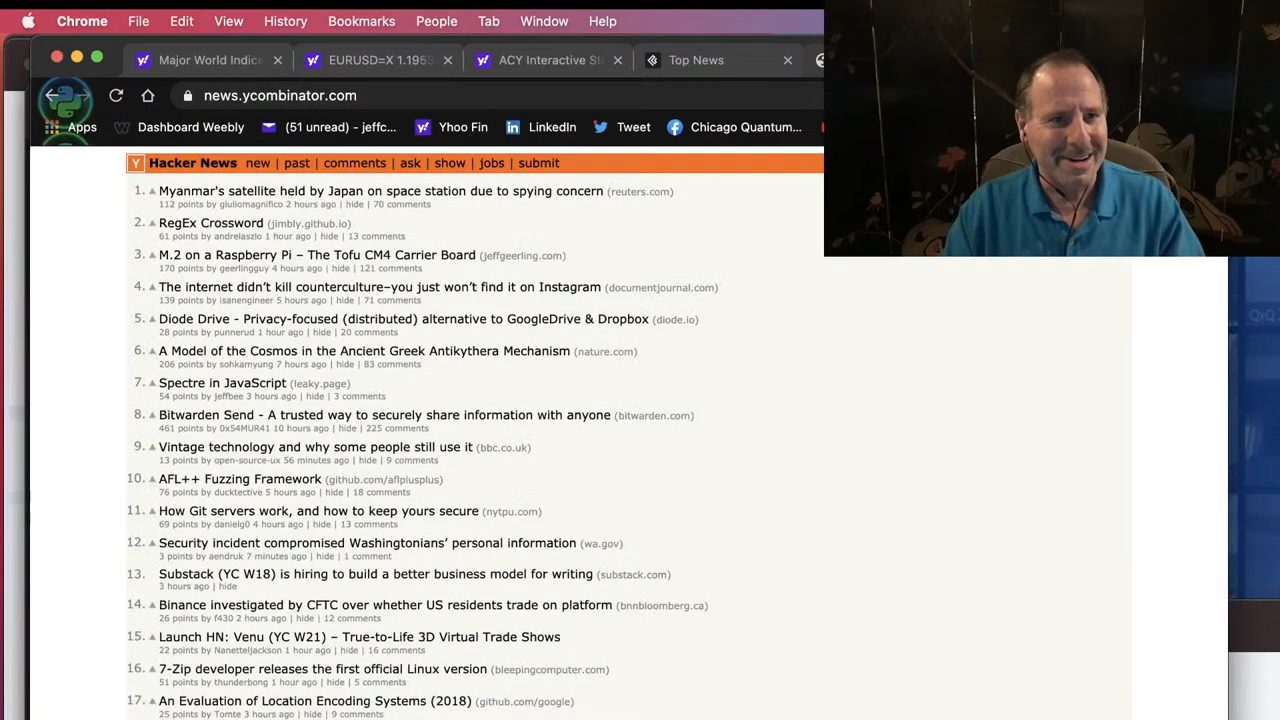 Chrome File Edit View History Bookmarks People Tab Window Help
Major World Indice EURUSD=X 1.1953 ACY Interactive St Top News
news.ycombinator.com
Apps Dashboard Weekly (51 unread) - jeffc... Yhoo Fin LinkedIn Tweet Chicago Quantum...
Y Hacker News new | past | comments | ask | show | jobs | submit
1. Myanmar's satellite held by Japan on space station due to spying concern (reuters.com)
112 points by giuliomagnifico 2 hours ago | hide | 70 comments
2. RegEx Crossword (jimbly.github.io)
61 points by andrelaszlo 1 hour ago | hide | 13 comments
3. M.2 on a Raspberry Pi – The Tofu CM4 Carrier Board (jeffgeerling.com)
170 points by geerlingguy 4 hours ago | hide | 121 comments
4. The internet didn't kill counterculture–you just won't find it on Instagram (documentjournal.com)
139 points by isanengineer 5 hours ago | hide | 71 comments
5. Diode Drive - Privacy-focused (distributed) alternative to GoogleDrive & Dropbox (diode.io)
28 points by punnerud 1 hour ago | hide | 20 comments
6. A Model of the Cosmos in the Ancient Greek Antikythera Mechanism (nature.com)
206 points by sohkamyung 7 hours ago | hide | 83 comments
7. Spectre in JavaScript (leaky.page)
54 points by jeffbee 3 hours ago | hide | 3 comments
8. Bitwarden Send - A trusted way to securely share information with anyone (bitwarden.com)
461 points by 0x54MUR41 10 hours ago | hide | 225 comments
9. Vintage technology and why some people still use it (bbc.co.uk)
13 points by open-source-ux 56 minutes ago | hide | 9 comments
10. AFL++ Fuzzing Framework (github.com/aflplusplus)
76 points by ducktective 5 hours ago | hide | 18 comments
11. How Git servers work, and how to keep yours secure (nytpu.com)
69 points by danielg0 4 hours ago | hide | 13 comments
12. Security incident compromised Washingtonians' personal information (wa.gov)
3 points by aendruk 7 minutes ago | hide | 1 comment
13. Substack (YC W18) is hiring to build a better business model for writing (substack.com)
3 hours ago | hide
14. Binance investigated by CFTC over whether US residents trade on platform (bnnbloomberg.ca)
26 points by f430 2 hours ago | hide | 12 comments
15. Launch HN: Venu (YC W21) – True-to-Life 3D Virtual Trade Shows
22 points by NanetteIJackson 1 hour ago | hide | 16 comments
16. 7-Zip developer releases the first official Linux version (bleepingcomputer.com)
51 points by thunderbong 1 hour ago | hide | 5 comments
17. An Evaluation of Location Encoding Systems (2018) (github.com/google)
25 points by Tomte 3 hours ago | hide | 9 comments